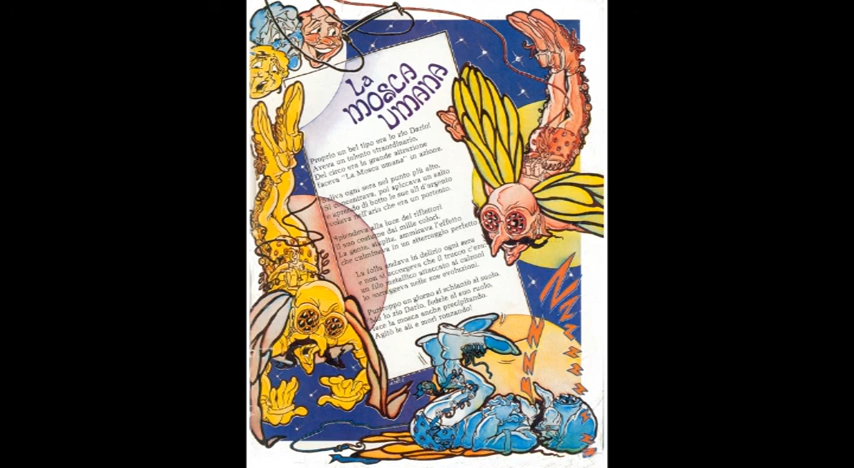 La
MOSCA
UMANA
Proprio un bel tipo era lo zio Dario!
Aveva un talento straordinario.
Del circo era la grande attrazione
faceva "La Mosca umana" in azione.
Saliva ogni sera nel punto più alto,
si concentrava, poi spiccava un salto
e aprendo di botto le sue ali d'argento
volava nell'aria che era un portento.
Splendeva alla luce dei riflettori
il suo costume dai mille colori.
La gente, stupita, ammirava l'effetto
che culminava in un atterraggio perfetto
La folla andava in delirio ogni sera
e non si accorgeva che il trucco c'era:
un filo metallico attaccato ai calzoni
lo sorreggeva nelle sue evoluzioni.
Purtroppo un giorno si schiantò al suolo
Ma lo zio Dario, fedele al suo ruolo,
fece la mosca anche precipitando.
Agitò le ali e morì ronzando!